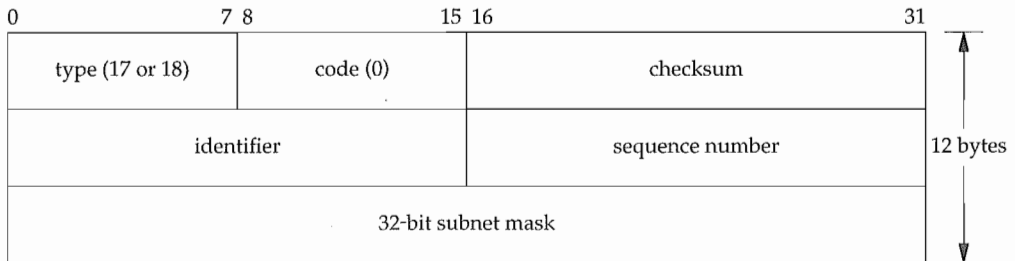 0 7 8 15 16 31
type (17 or 18) code (0) checksum
identifier sequence number 12 bytes
32-bit subnet mask